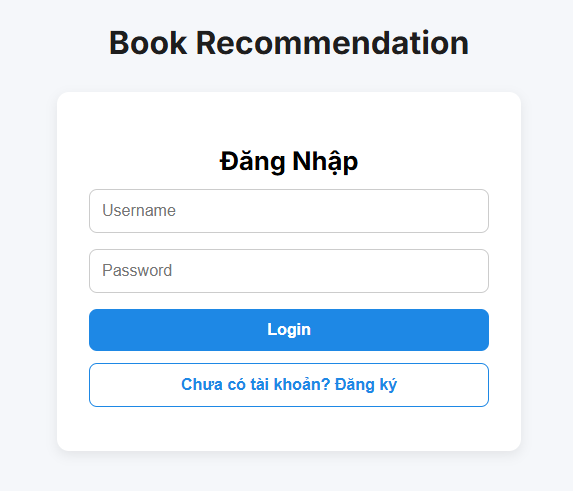 Book Recommendation
Đăng Nhập
Username
Password
Login
Chưa có tài khoản? Đăng ký